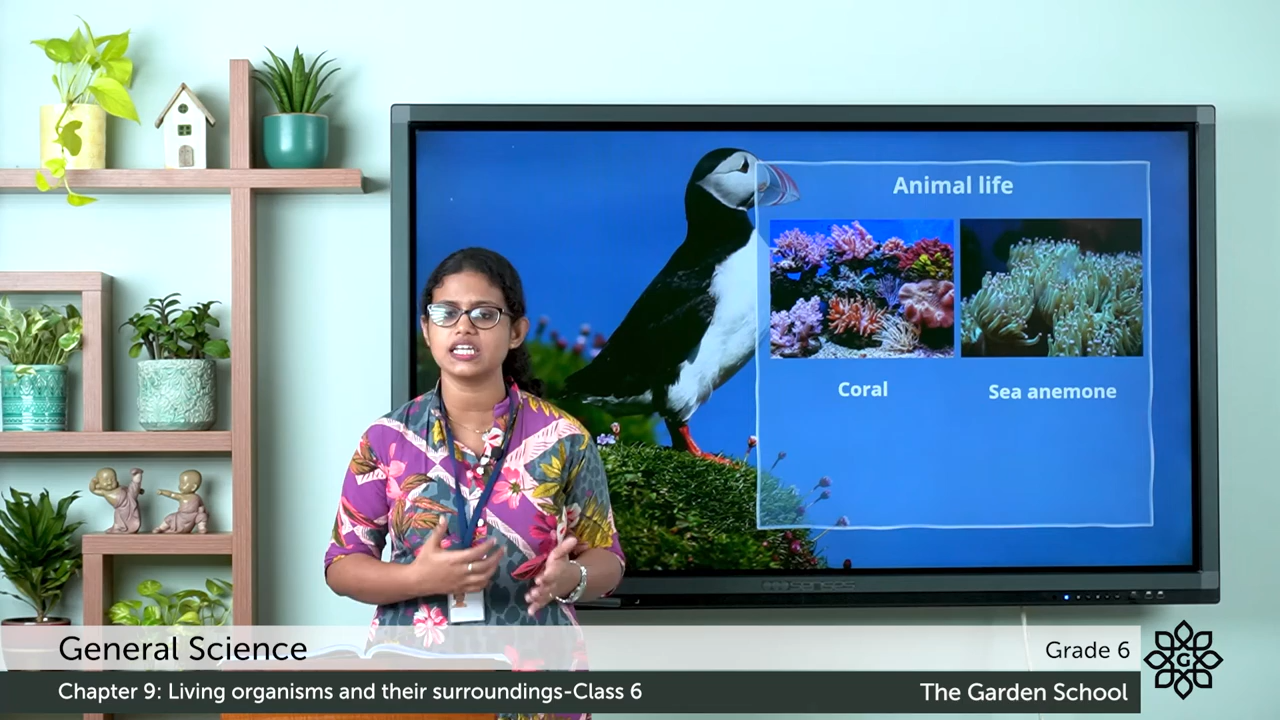 Animal life
Coral
Sea anemone
General Science
Grade 6
Chapter 9: Living organisms and their surroundings-Class 6
The Garden School
G